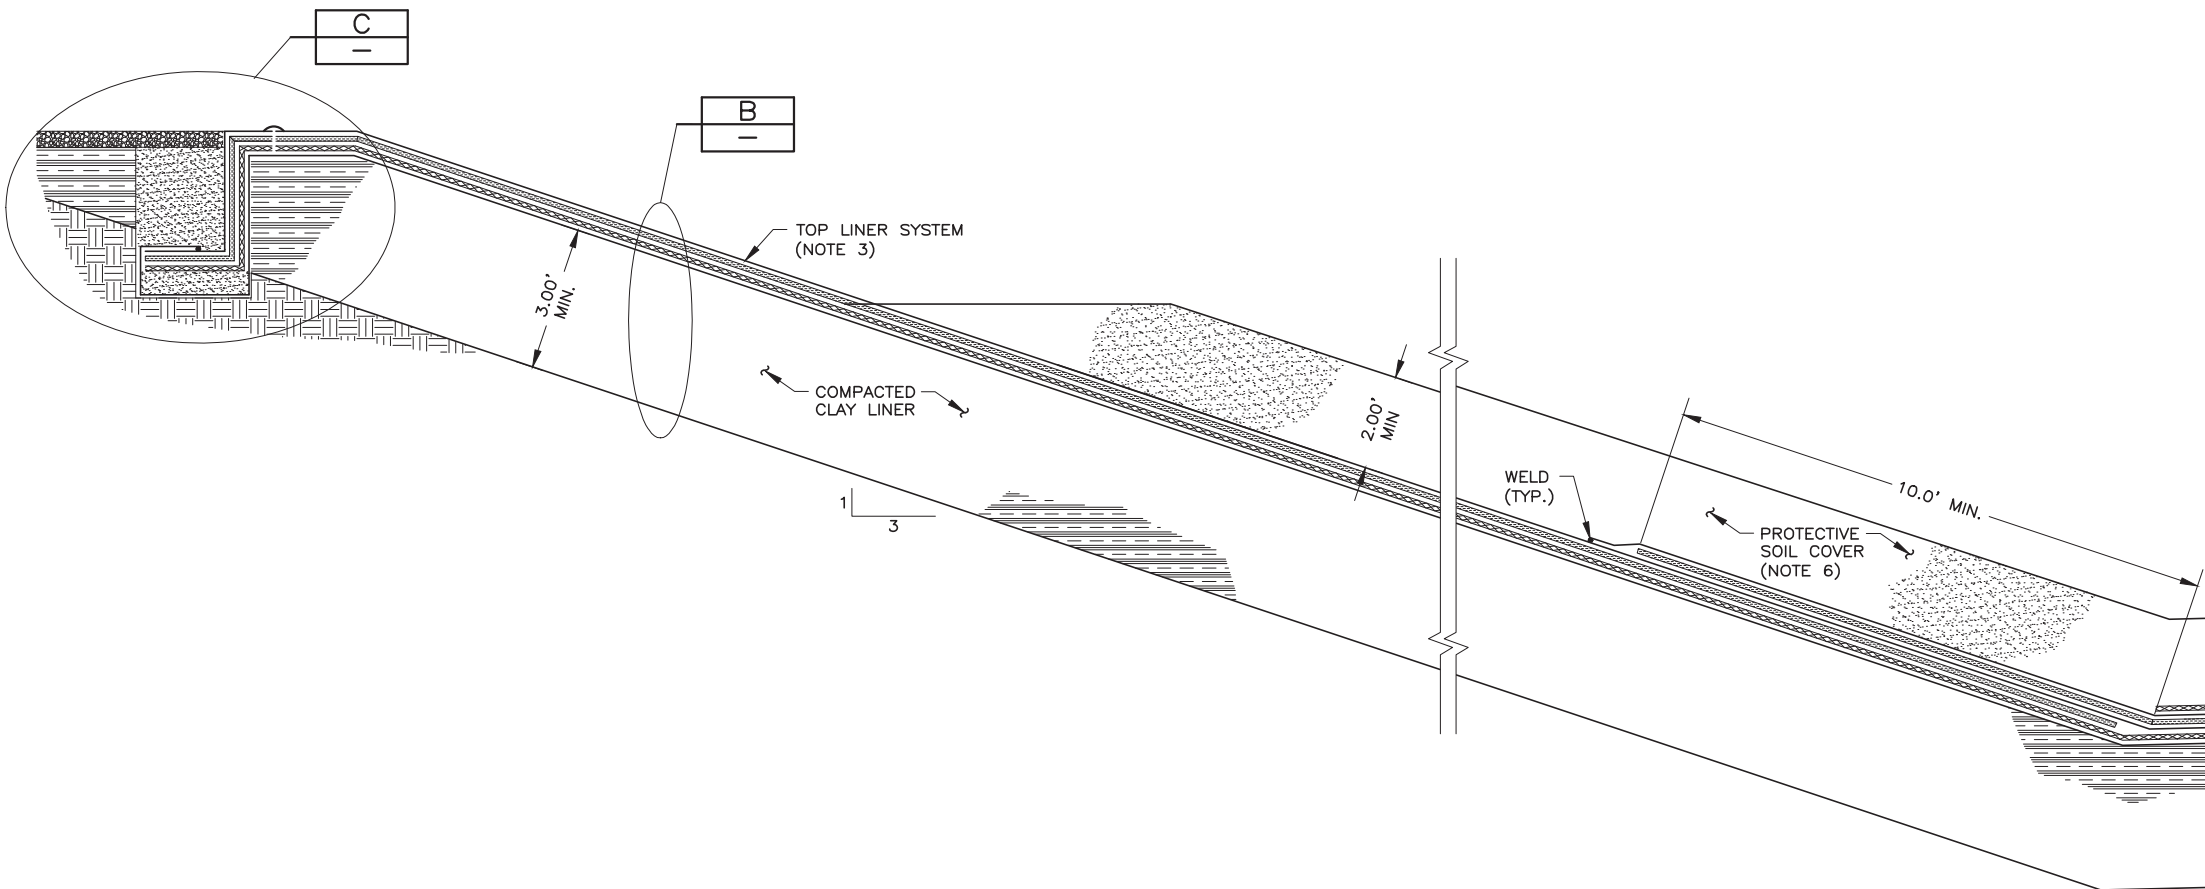 C
–
B
–
TOP LINER SYSTEM
(NOTE 3)
3.00'
MIN.
COMPACTED
CLAY LINER
2.00'
MIN
1
3
WELD
(TYP.)
10.0' MIN.
PROTECTIVE
SOIL COVER
(NOTE 6)